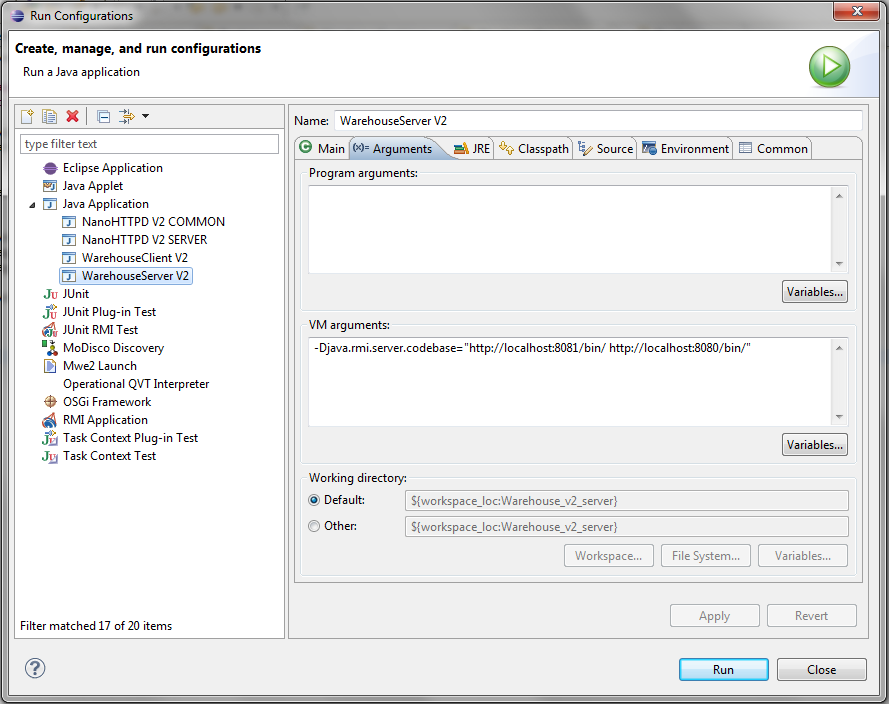 Run Configurations
Create, manage, and run configurations
Run a Java application
type filter text
Eclipse Application
Java Applet
Java Application
NanoHTTPD V2 COMMON
NanoHTTPD V2 SERVER
WarehouseClient V2
WarehouseServer V2
JUnit
JUnit Plug-in Test
JUnit RMI Test
MoDisco Discovery
Mwe2 Launch
Operational QVT Interpreter
OSGi Framework
RMI Application
Task Context Plug-in Test
Task Context Test
Filter matched 17 of 20 items
Name: WarehouseServer V2
Main (x)= Arguments JRE Classpath Source Environment Common
Program arguments:
Variables...
VM arguments:
-Djava.rmi.server.codebase="http://localhost:8081/bin/ http://localhost:8080/bin/"
Variables...
Working directory:
Default: ${workspace_loc:Warehouse_v2_server}
Other: ${workspace_loc:Warehouse_v2_server}
Workspace... File System... Variables...
Apply Revert
? Run Close